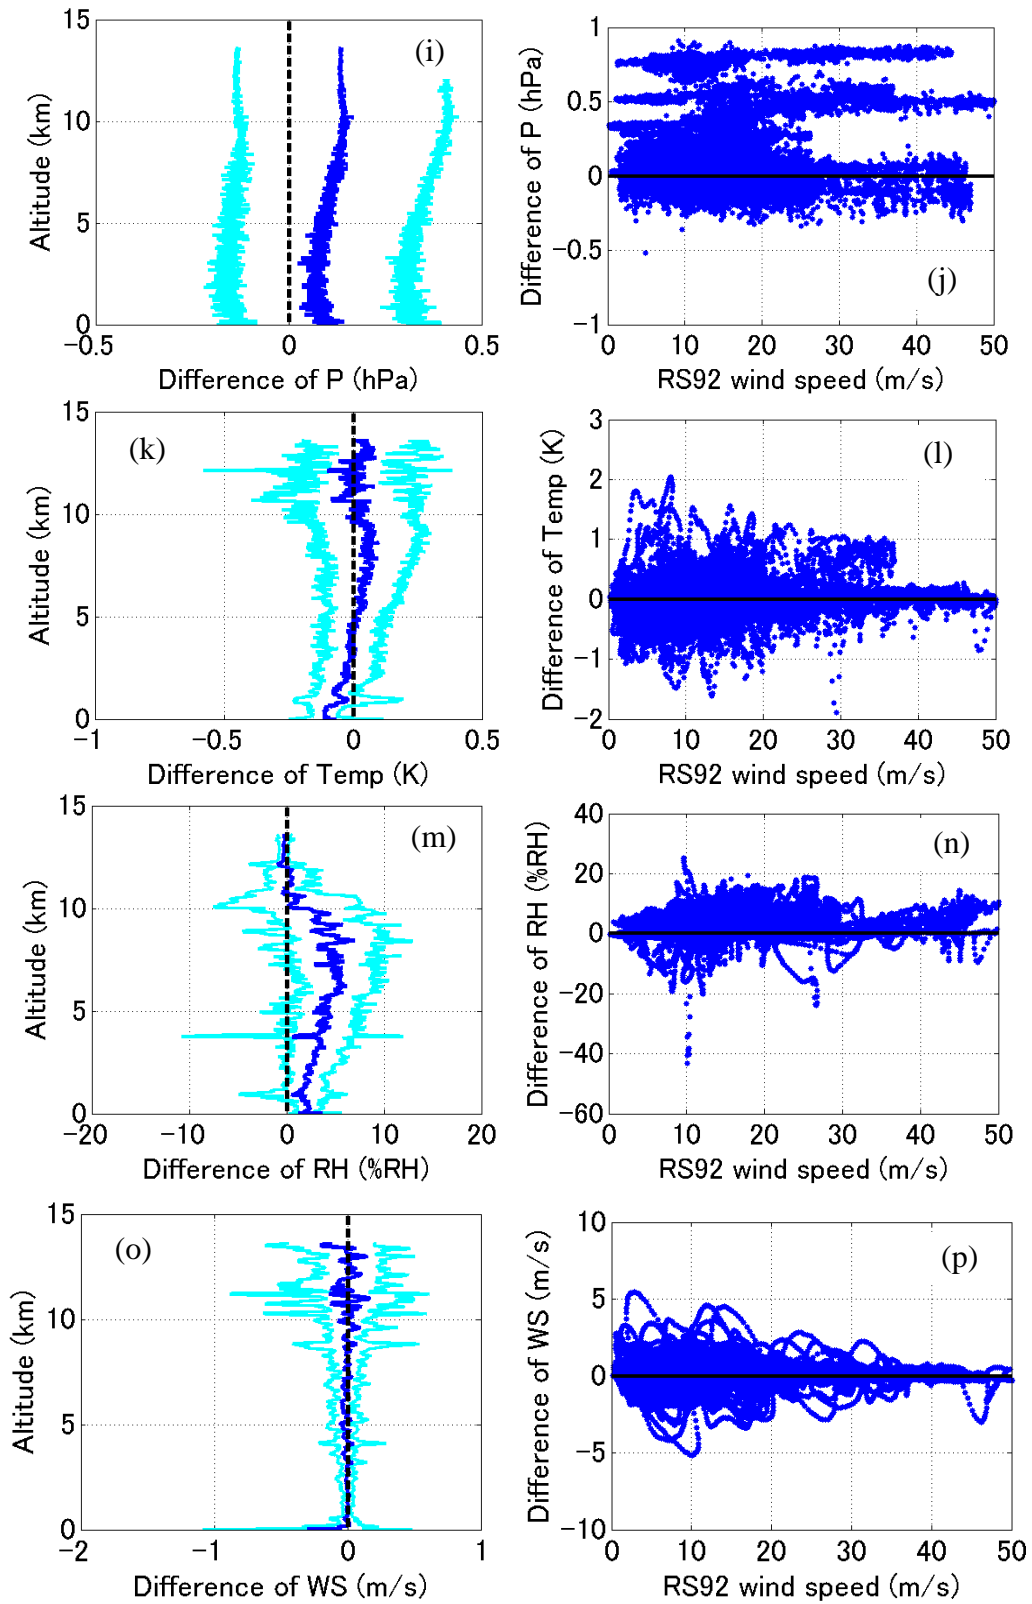 15
10
5
0
Altitude (km)
(i)
−0.5 0 0.5
Difference of P (hPa)
1
0.5
0
−0.5
−1
Difference of P (hPa)
(j)
0 10 20 30 40 50
RS92 wind speed (m/s)
15
10
5
0
Altitude (km)
(k)
−1 −0.5 0 0.5
Difference of Temp (K)
3
2
1
0
−1
−2
Difference of Temp (K)
(l)
0 10 20 30 40 50
RS92 wind speed (m/s)
15
10
5
0
Altitude (km)
(m)
−20 −10 0 10 20
Difference of RH (%RH)
40
20
0
−20
−40
−60
Difference of RH (%RH)
(n)
0 10 20 30 40 50
RS92 wind speed (m/s)
15
10
5
0
Altitude (km)
(o)
−2 −1 0 1
Difference of WS (m/s)
10
5
0
−5
−10
Difference of WS (m/s)
(p)
0 10 20 30 40 50
RS92 wind speed (m/s)